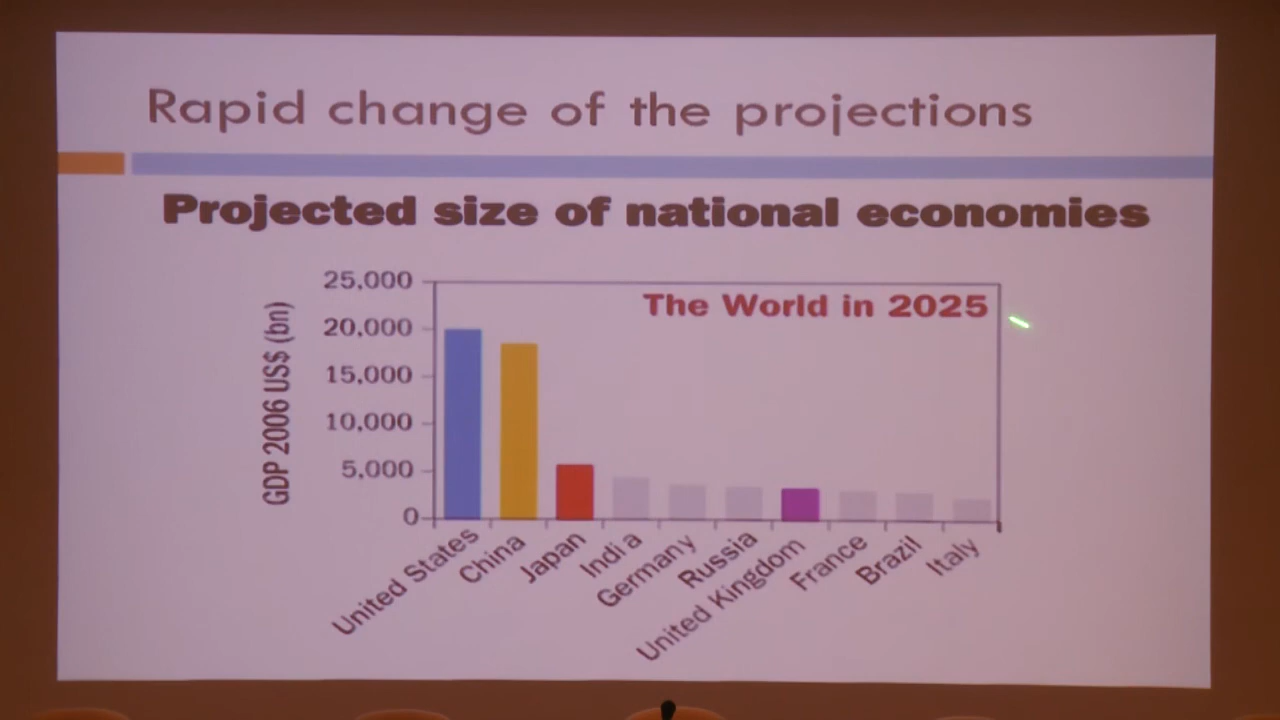 Rapid change of the projections
Projected size of national economies
The World in 2025
GDP 2006 US$ (bn)
25,000
20,000
15,000
10,000
5,000
0
United States
China
Japan
Indi a
Germany
Russia
United Kingdom
France
Brazil
Italy